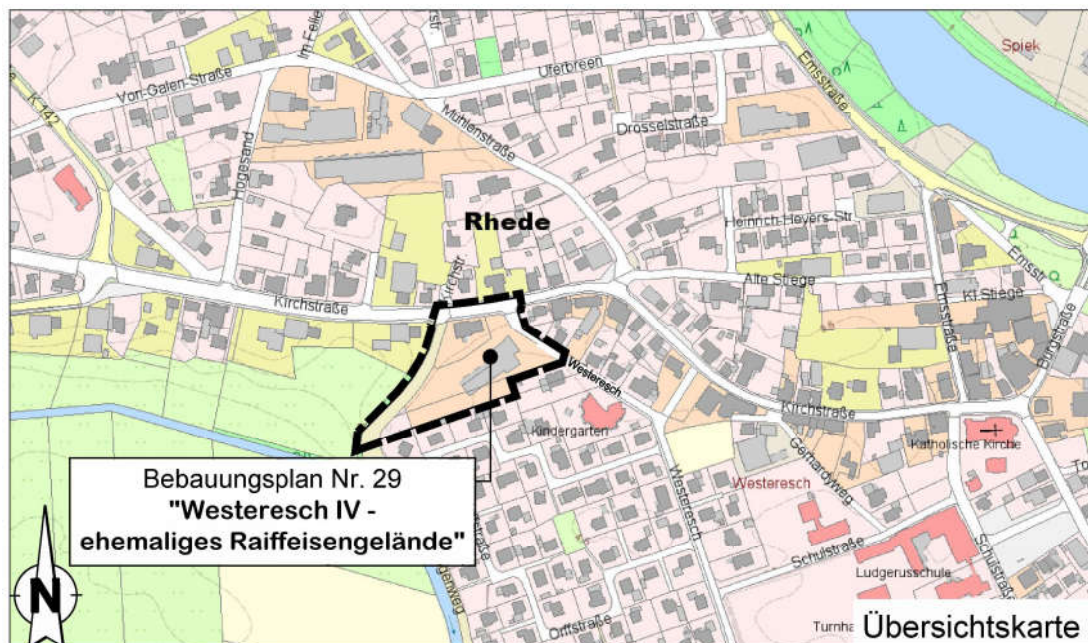 Spiek
Im Feile
Uferbreen
Emsstraße
Von-Galen-Straße
K 142
Mühlenstraße
Drosselstraße
Hogesand
Rhede
Heinrich-Heyers-Str.
Kirchstr.
Alte Stiege
Emsstr.
Kl.Stiege
Kirchstraße
Emsstraße
Burgstraße
Westeresch
Kirchstraße
Kindergarten
Katholische Kirche
Gerhardyweg
Bebauungsplan Nr. 29
"Westeresch IV -
ehemaliges Raiffeisengelände"
Westeresch
Westeresch
Schulstraße
Ludgerusschule
Schulstraße
N
Orffstraße
Übersichtskarte